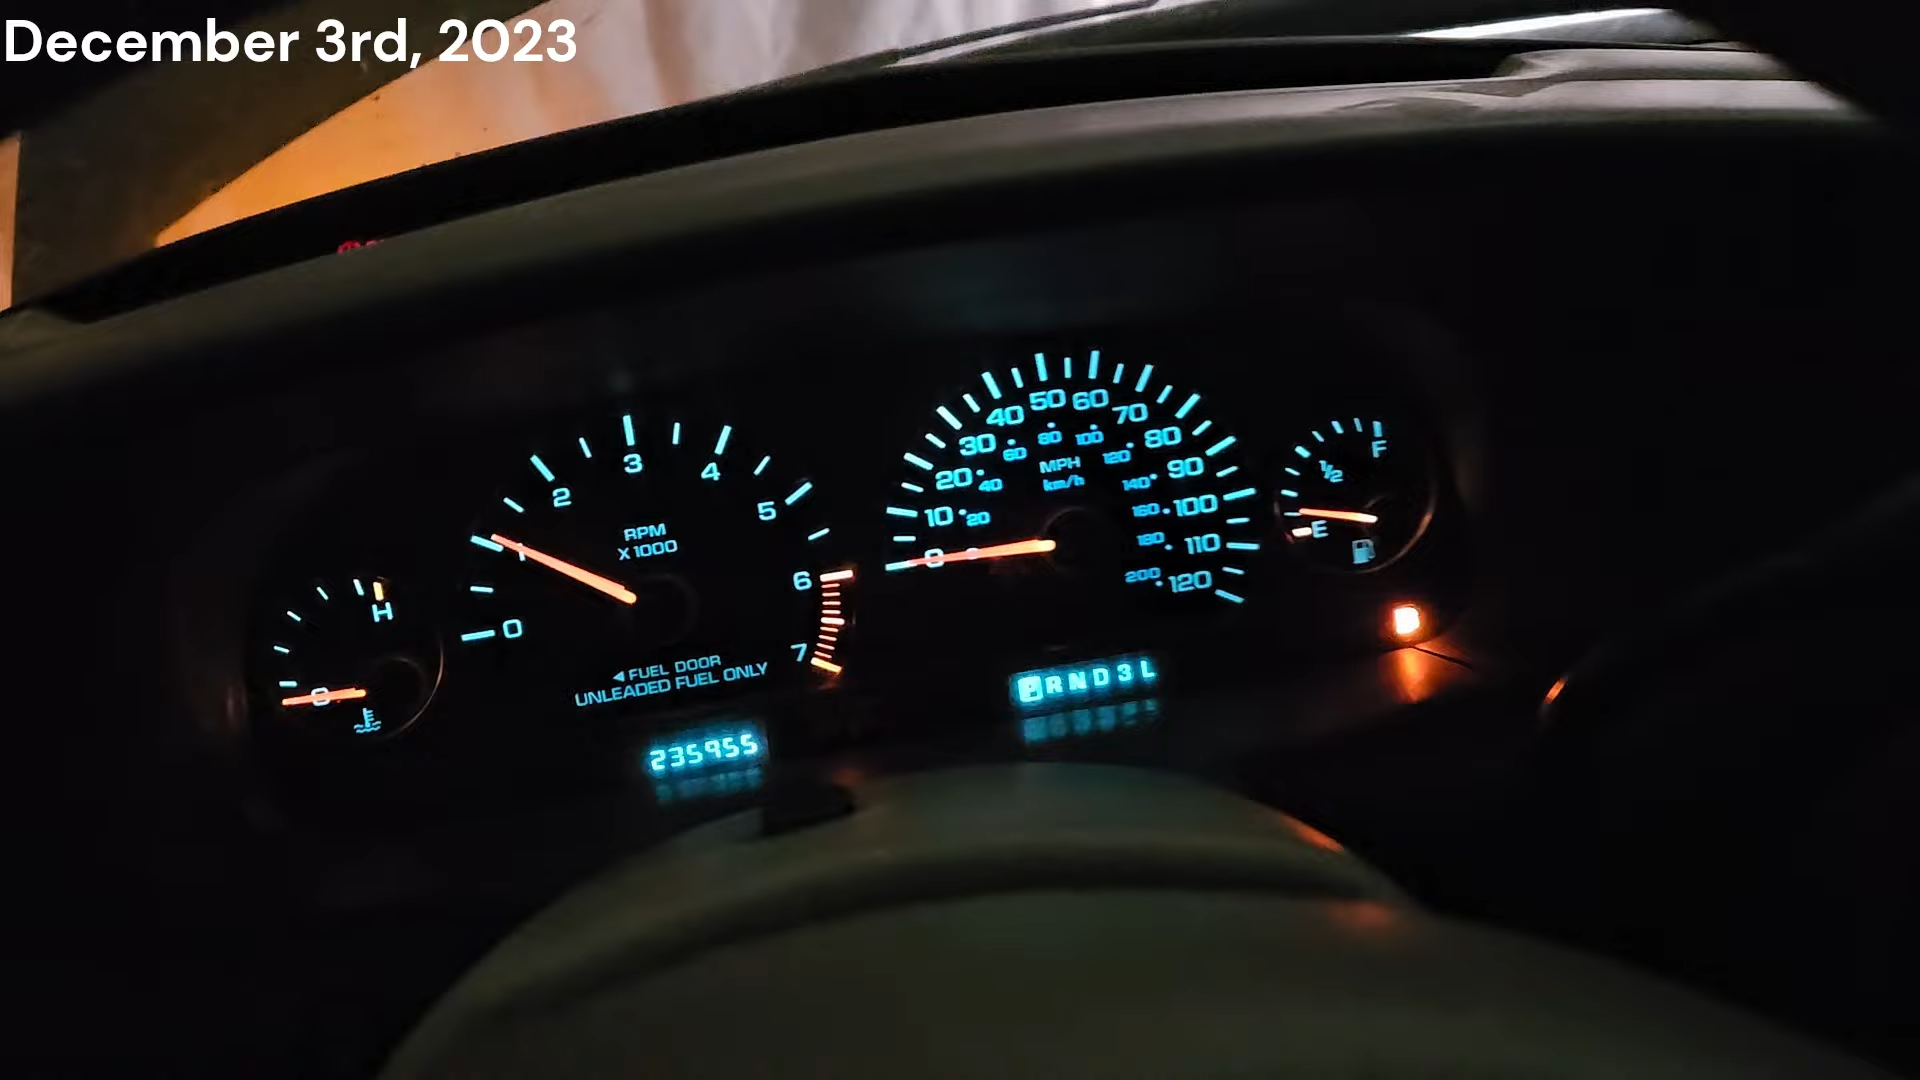 December 3rd, 2023
H
C
0
1
2
3
4
5
6
7
RPM
X 1000
◄ FUEL DOOR
UNLEADED FUEL ONLY
235955
0
10
20
30
40
50
60
70
80
90
100
110
120
0
20
40
60
80
100
120
140
160
180
200
MPH
km/h
P R N D 3 L
F
1/2
E